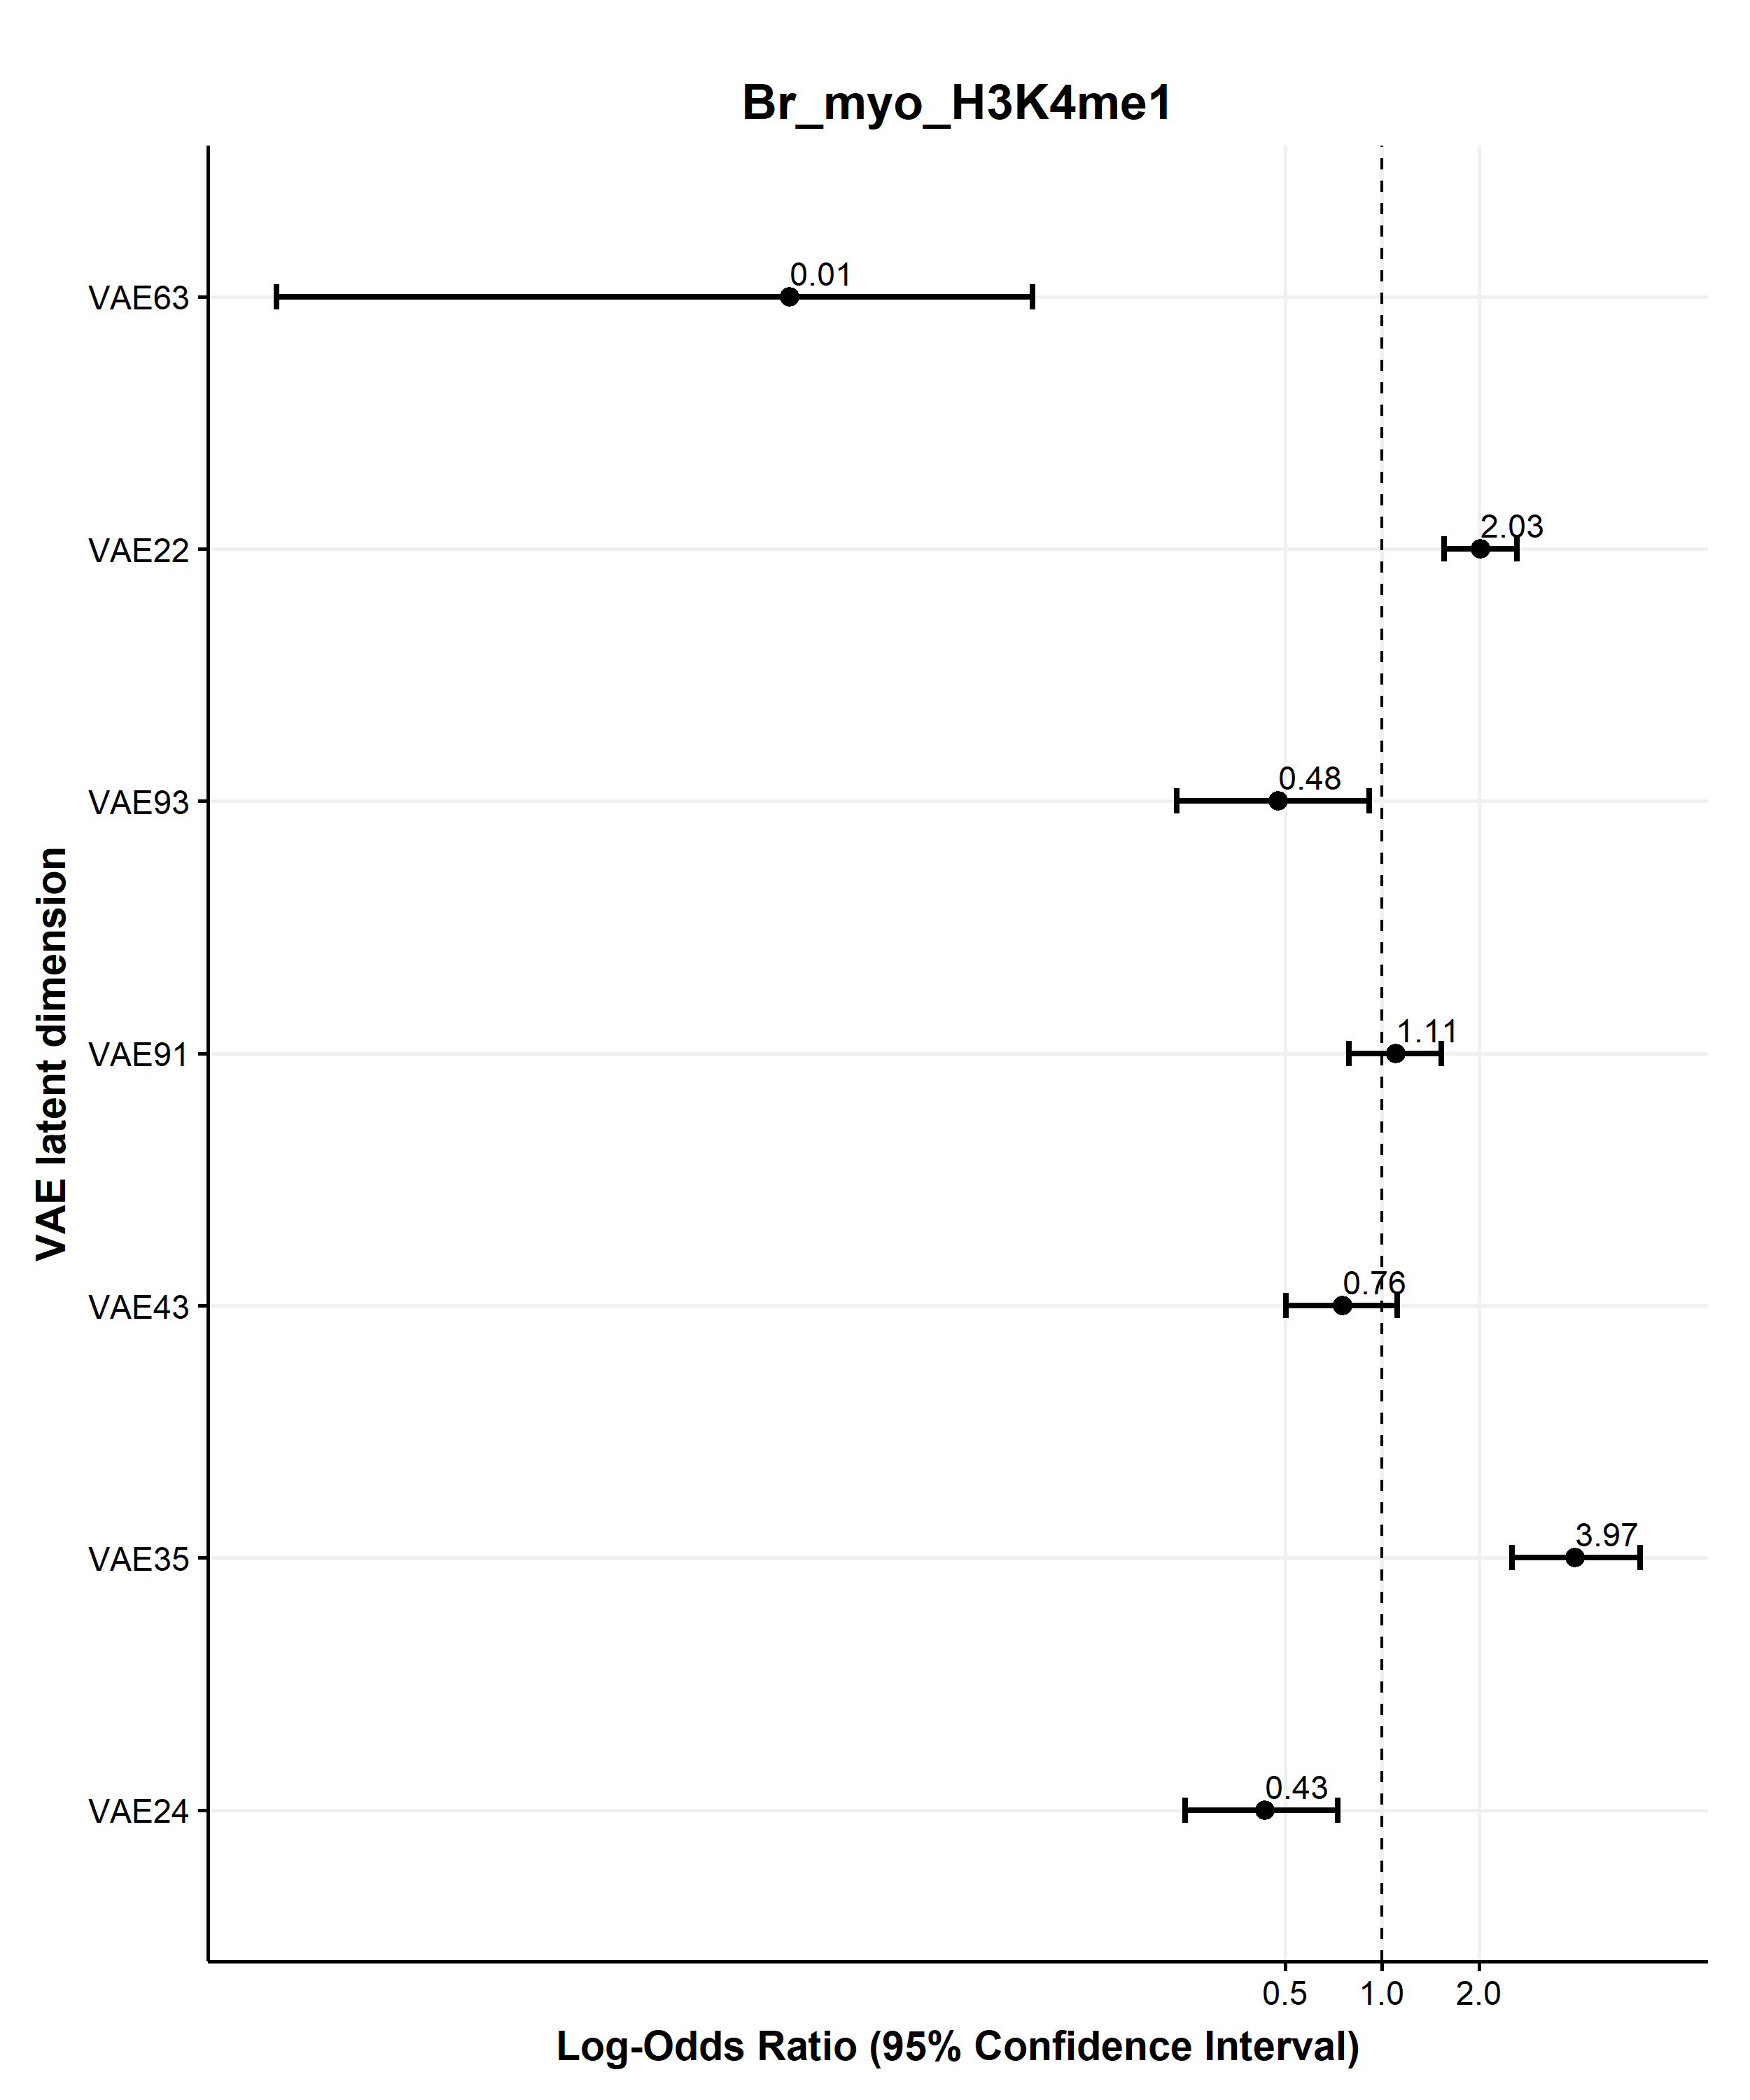 Br_myo_H3K4me1
VAE latent dimension
VAE63
0.01
VAE22
2.03
VAE93
0.48
VAE91
1.11
VAE43
0.76
VAE35
3.97
VAE24
0.43
0.5 1.0 2.0
Log-Odds Ratio (95% Confidence Interval)